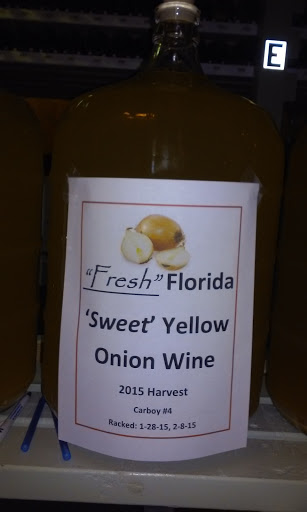 E
"Fresh" Florida
'Sweet' Yellow
Onion Wine
2015 Harvest
Carboy #4
Racked: 1-28-15, 2-8-15